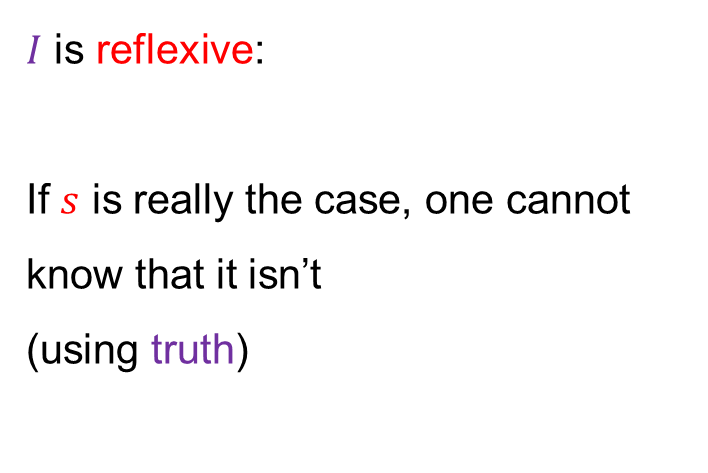 I is reflexive:
If s is really the case, one cannot
know that it isn’t
(using truth)